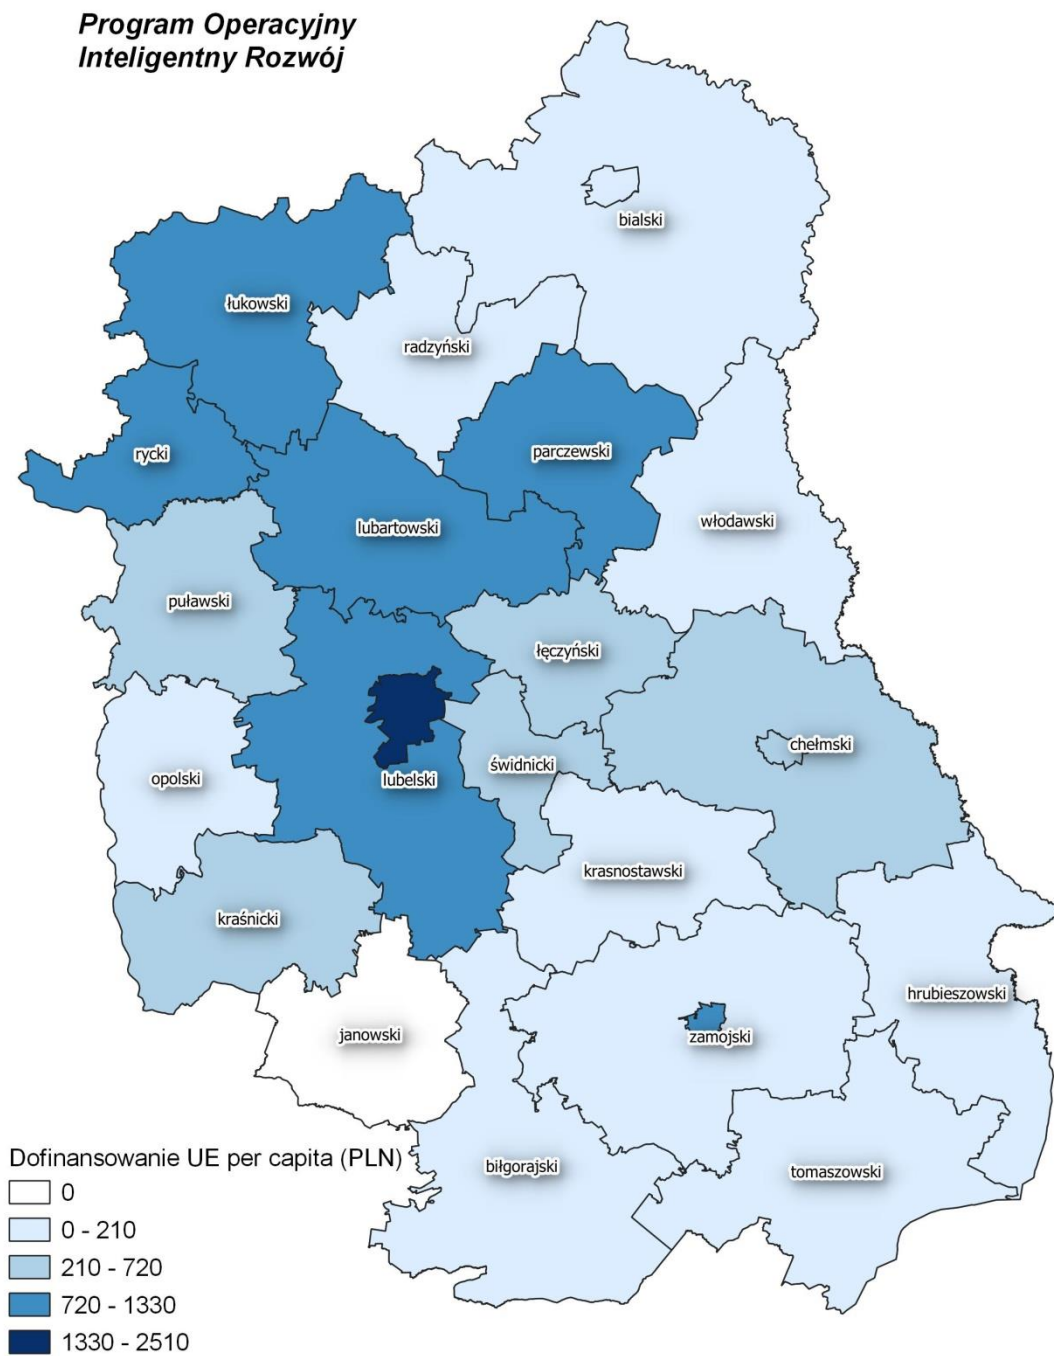 Program Operacyjny
Inteligentny Rozwój
bialski
łukowski
radzyński
rycki
parczewski
lubartowski
włodawski
puławski
łęczyński
chełmski
świdnicki
opolski
lubelski
krasnostawski
kraśnicki
hrubieszowski
janowski
zamojski
biłgorajski
tomaszowski
Dofinansowanie UE per capita (PLN)
0
0 - 210
210 - 720
720 - 1330
1330 - 2510